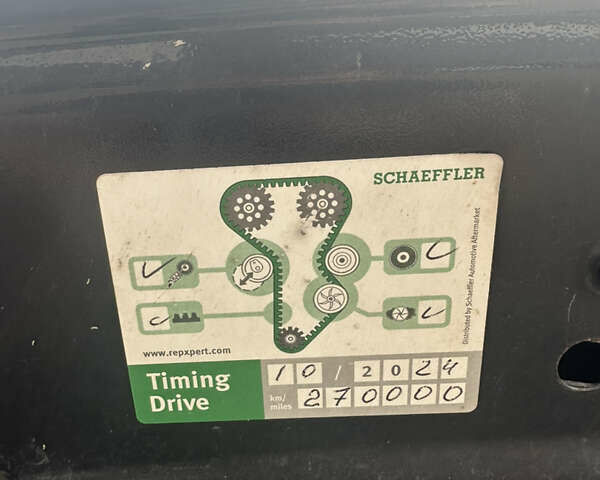 SCHAEFFLER
Distributed by Schaeffler Automotive Aftermarket
www.repxpert.com
Timing
Drive
10 / 2024
km/
miles
270000